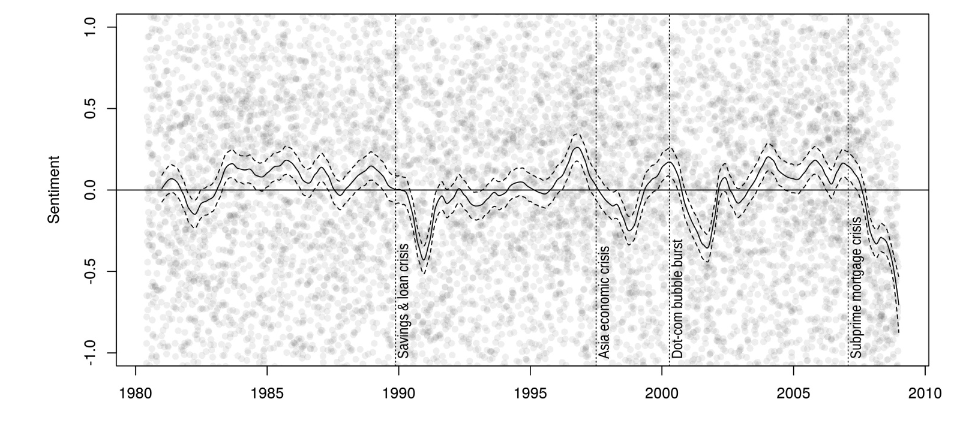 1.0
0.5
0.0
-0.5
-1.0
Sentiment
Savings & loan crisis
Asia economic crisis
Dot-com bubble burst
Subprime mortgage crisis
1980 1985 1990 1995 2000 2005 2010